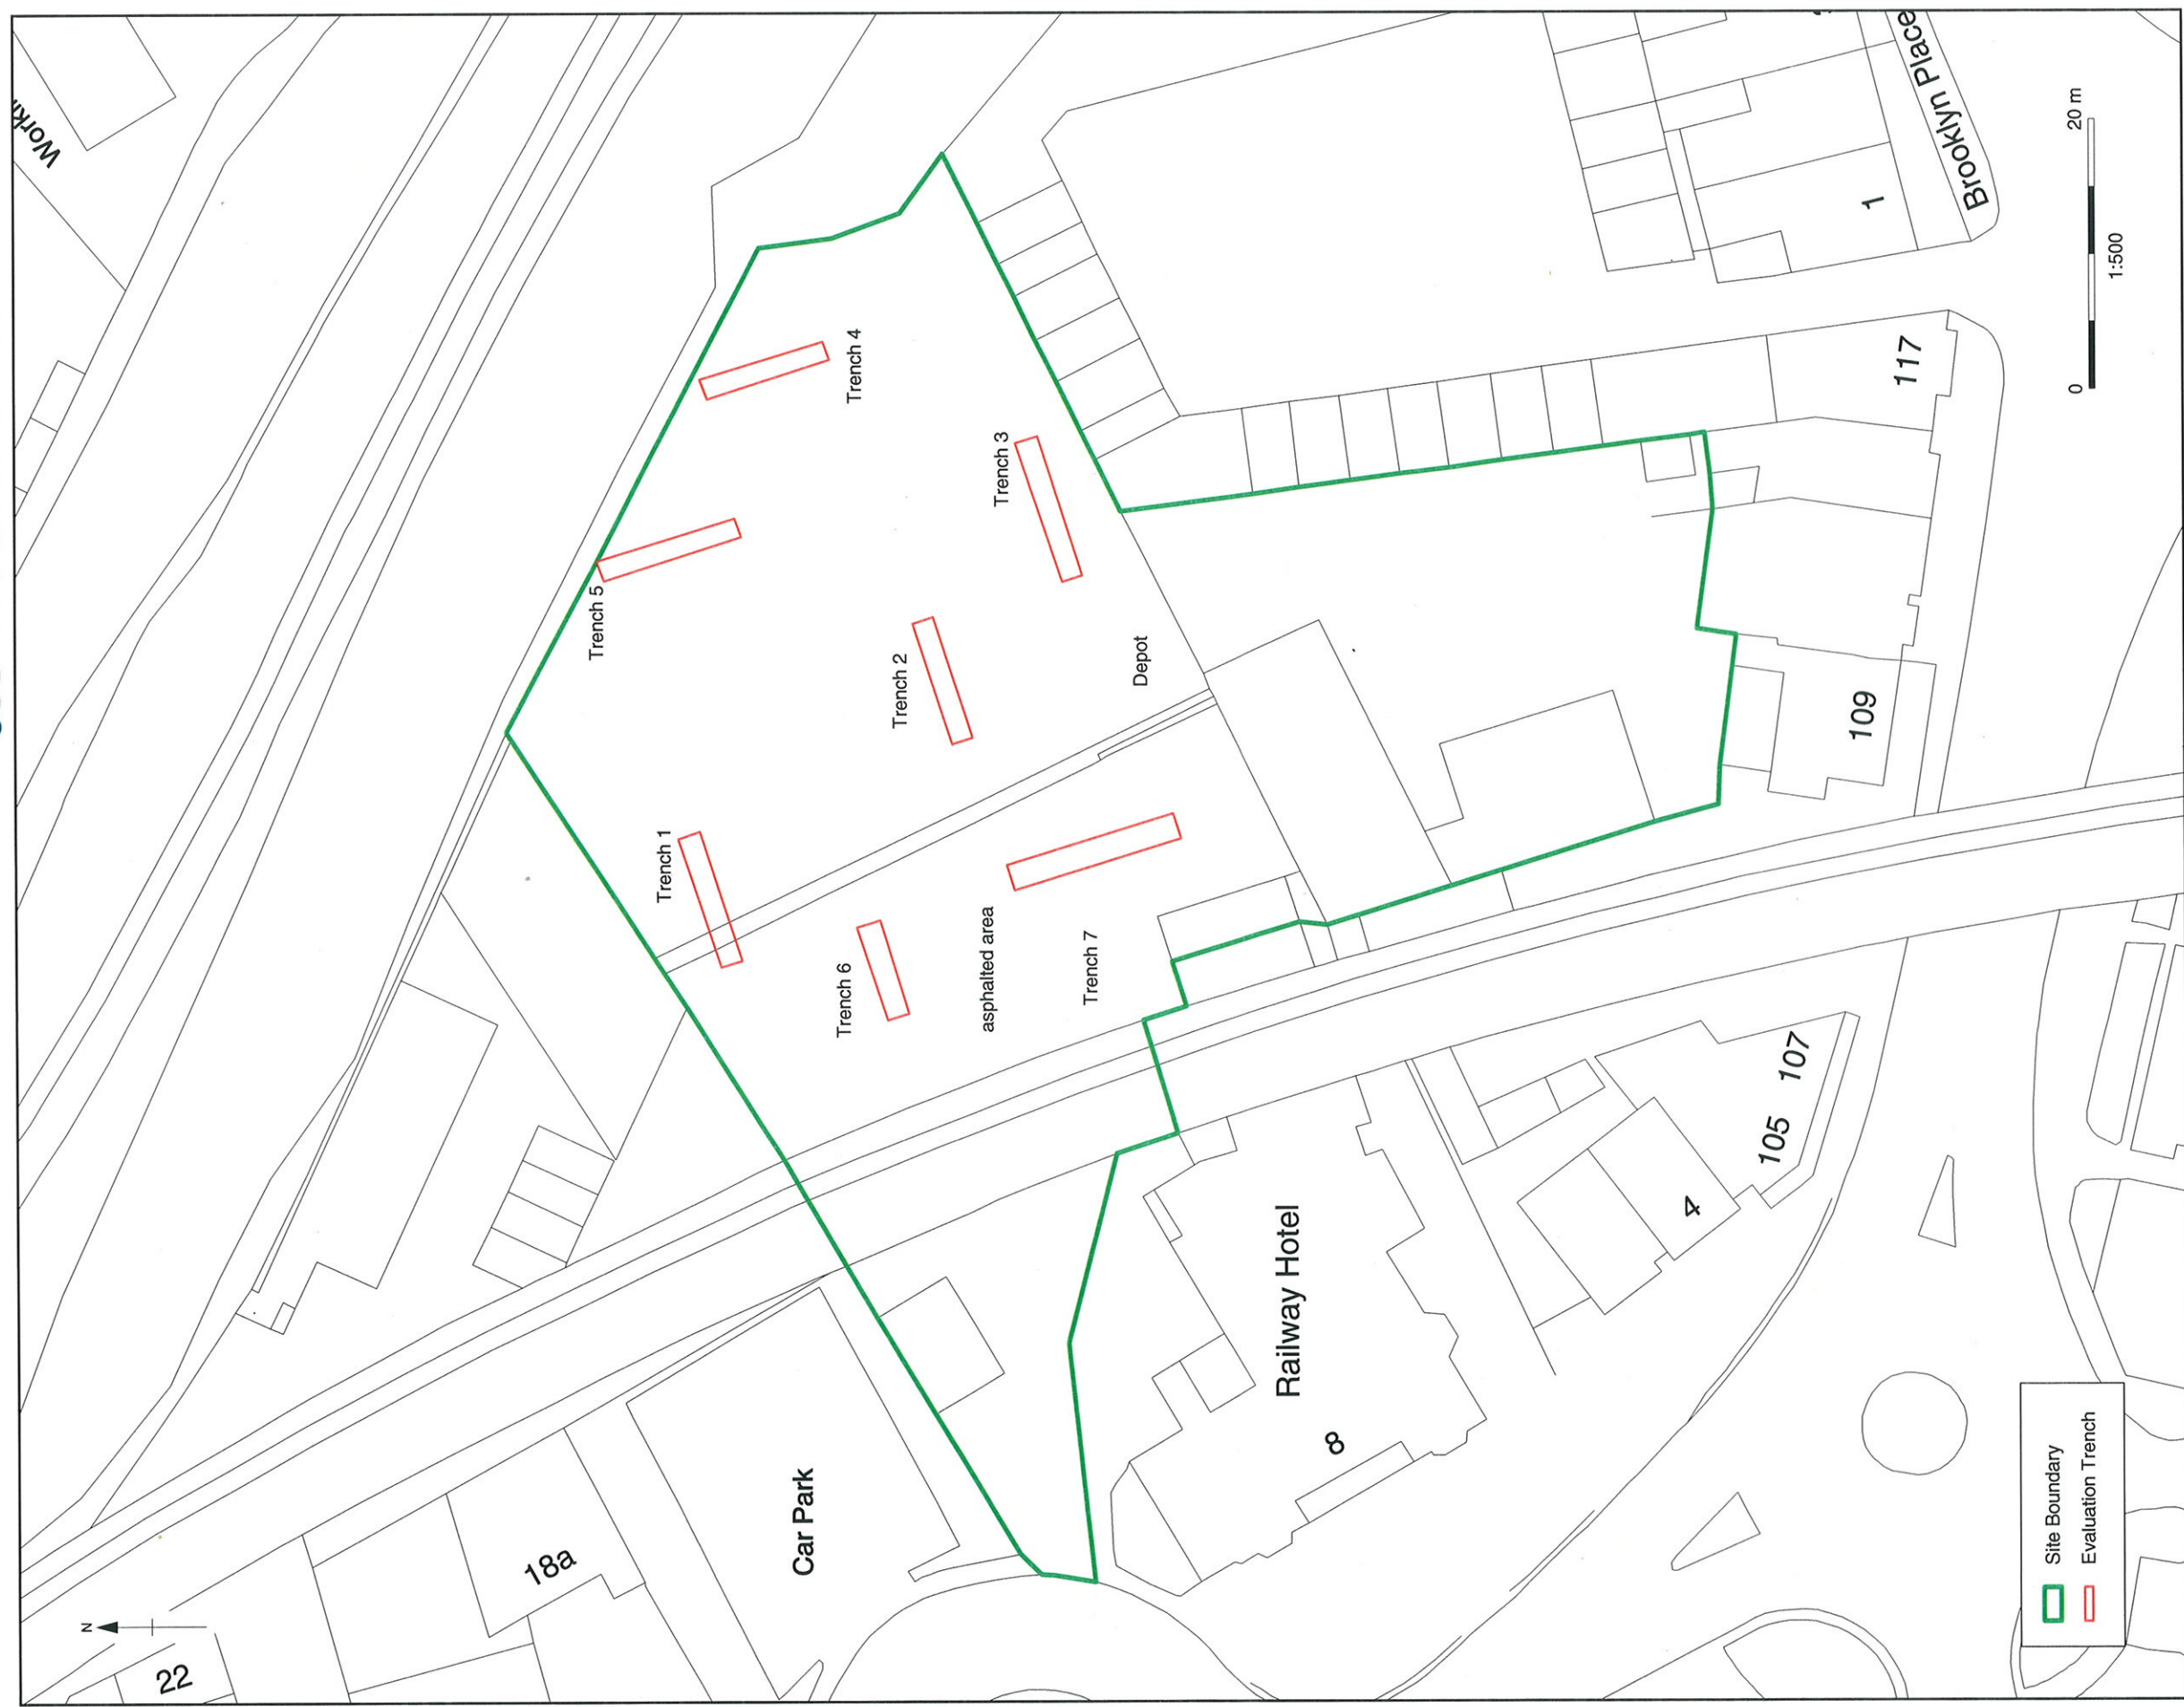 Brooklyn Place
1
117
109
20 m
0
1:500
Trench 4
Trench 3
Trench 5
Trench 2
Depot
Trench 1
Trench 6
asphalted area
Trench 7
107
105
4
Railway Hotel
8
Car Park
18a
22
N
Site Boundary
Evaluation Trench